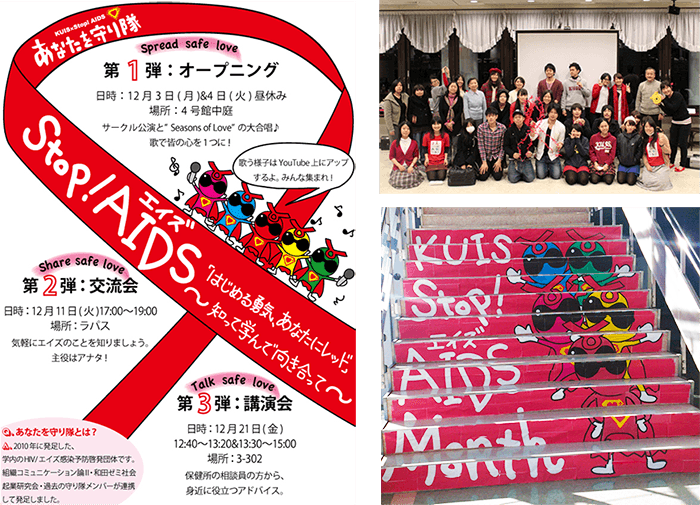 KUIS×Stop! AIDS
あなたを守り隊
Spread safe love
第1弾：オープニング
日時：12月3日(月)&4日(火)昼休み
場所：4号館中庭
サークル公演と“Seasons of Love”の大合唱♪
歌で皆の心を1つに！
歌う様子はYouTube上にアップ
するよ。みんな集まれ！
Stop! AIDS
エイズ
「はじめる勇気、あなたにレッド。」
～知って学んで向き合って～
Share safe love
第2弾：交流会
日時：12月11日(火)17:00～19:00
場所：ラパス
気軽にエイズのことを知りましょう。
主役はアナタ！
Talk safe love
第3弾：講演会
日時：12月21日(金)
12:40～13:20&13:30～15:00
場所：3-302
保健所の相談員の方から、
身近に役立つアドバイス。
Q.あなたを守り隊とは？
A.2010年に発足した、
学内のHIV/エイズ感染予防啓発団体です。
組織コミュニケーション論II・和田ゼミ社会
起業研究会・過去の守り隊メンバーが連携
して発足しました。
KUIS
Stop!
エイズ
AIDS
Month